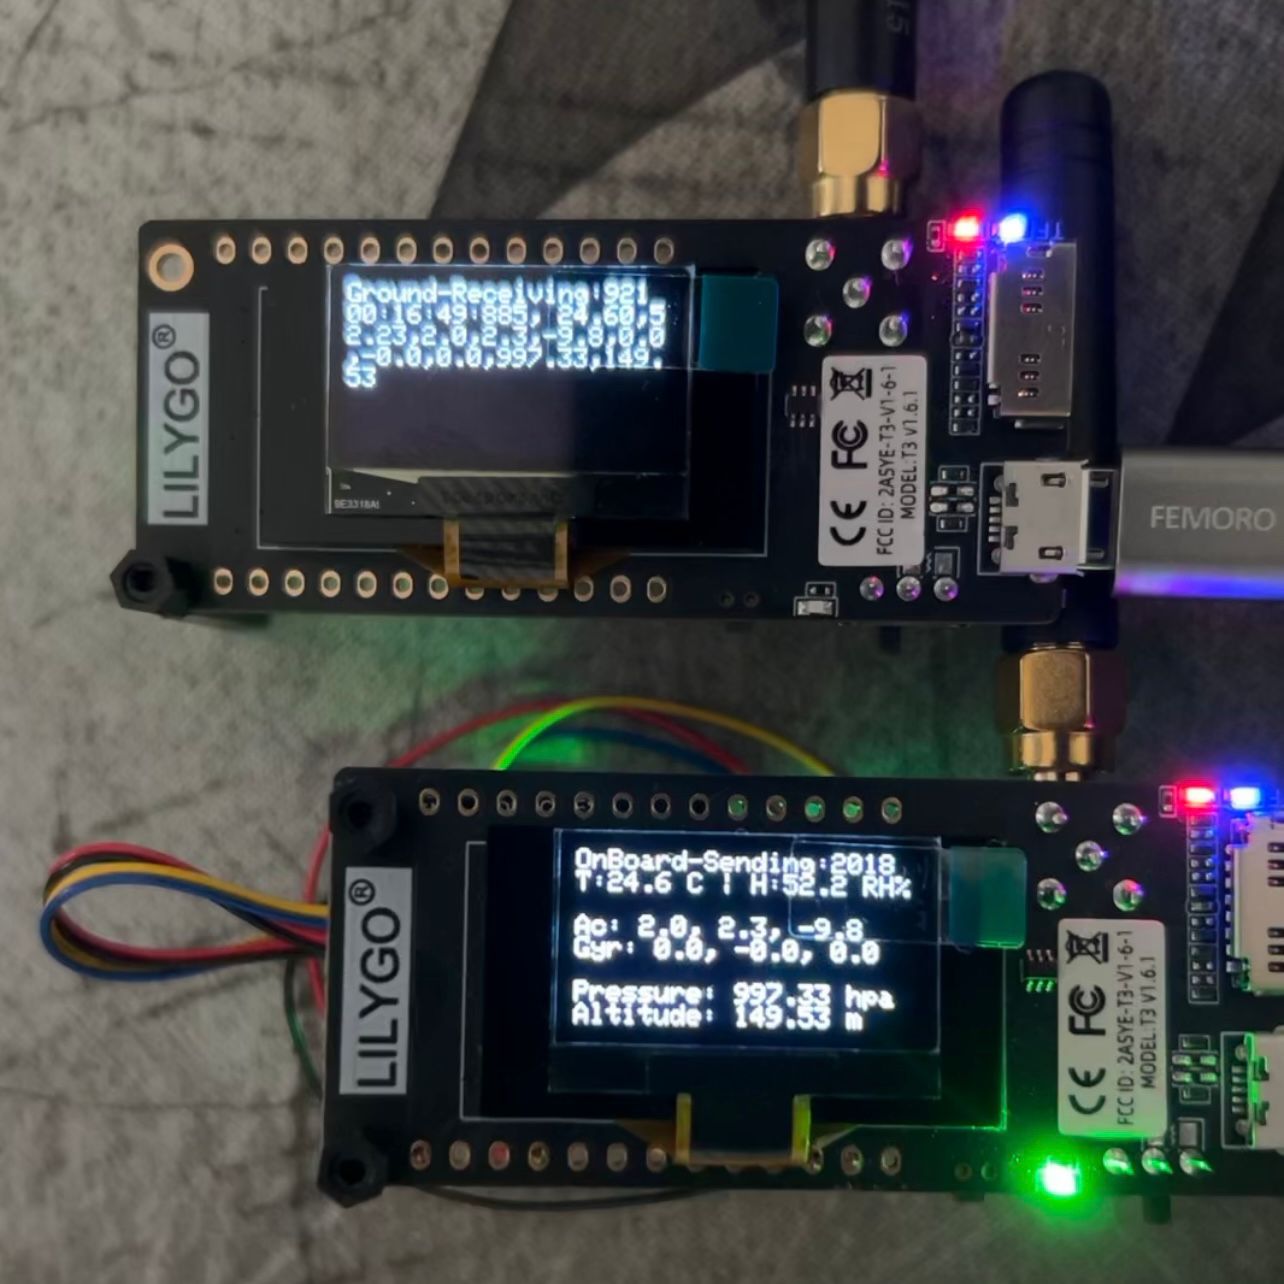 Ground-Receiving:921
00:16:49:885, 24.60,5
2.23,2.0,2.3,-9.8,0.0
,-0.0,0.0,997.33,149.
53
LILYGO®
CE FC
FCC ID: 2ASYE-T3-V1-6-1
MODEL:T3 V1.6.1
FEMORO
OnBoard-Sending:2018
T:24.6 C | H:52.2 RH%
Ac: 2.0, 2.3, -9.8
Gyr: 0.0, -0.0, 0.0
Pressure: 997.33 hpa
Altitude: 149.53 m
LILYGO®
CE FC
FCC ID: 2ASYE-T3-V1-6-1
MODEL:T3 V1.6.1